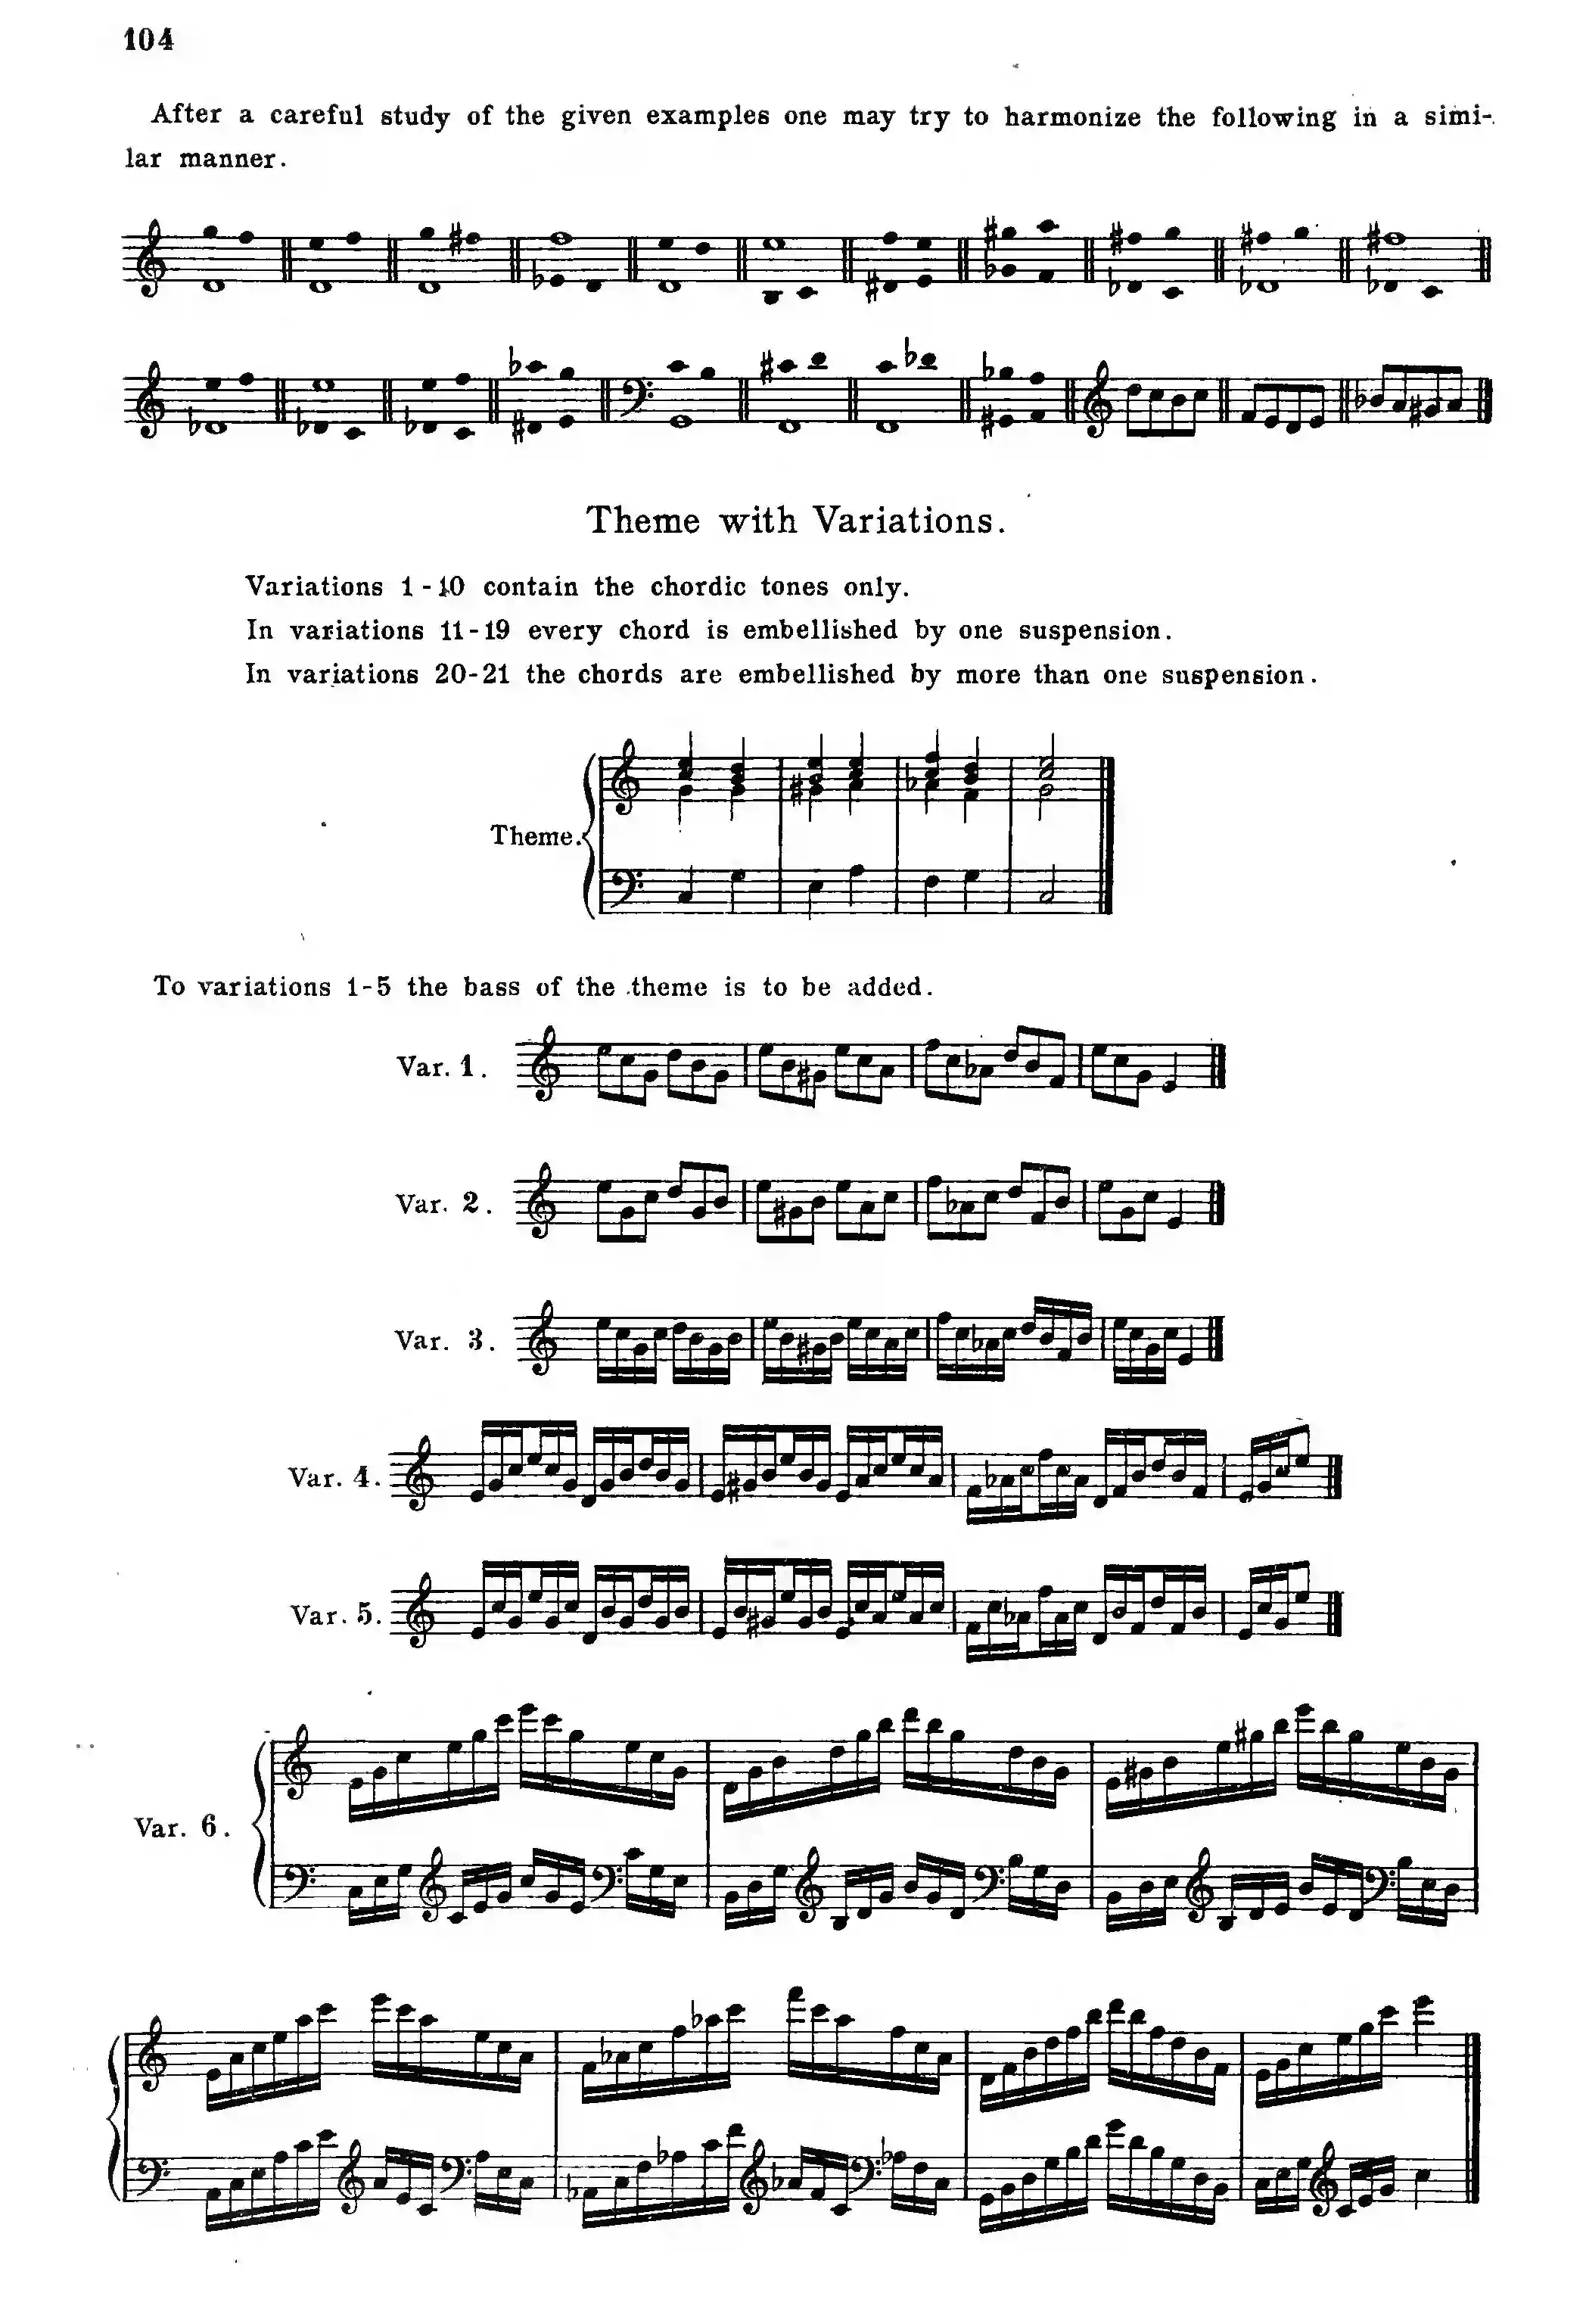 104
After a careful study of the given examples one may try to harmonize the following in a simi-
lar manner.
Theme with Variations.
Variations 1-10 contain the chordic tones only.
In variations 11-19 every chord is embellished by one suspension.
In variations 20-21 the chords are embellished by more than one suspension.
Theme.
To variations 1-5 the bass of the theme is to be added.
Var. 1.
Var. 2.
Var. 3.
Var. 4.
Var. 5.
Var. 6.